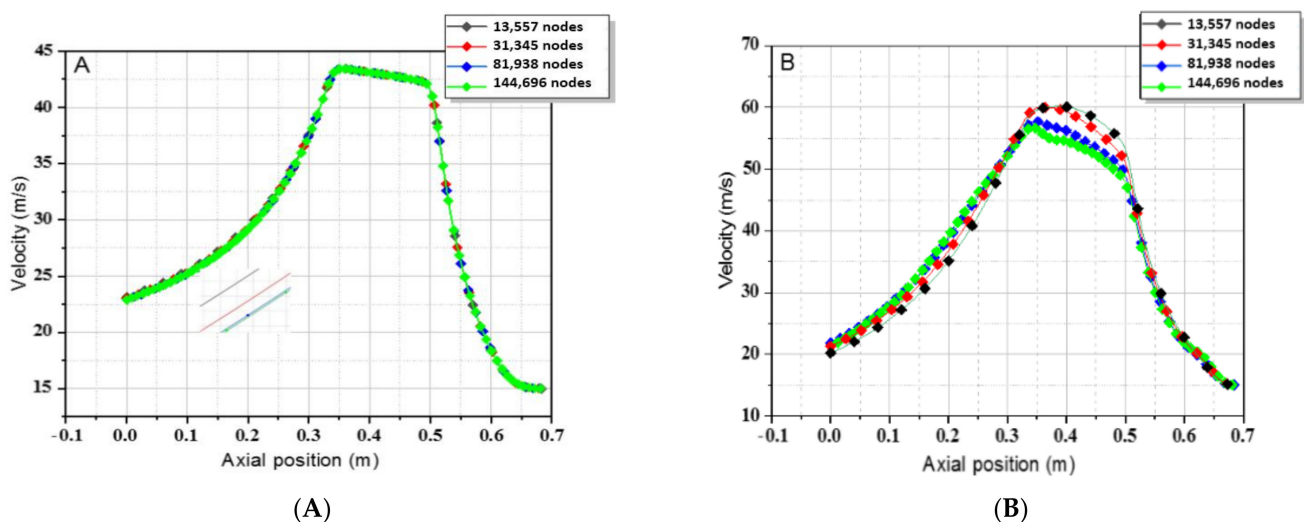 13,557 nodes
31,345 nodes
81,938 nodes
144,696 nodes
A
45
40
35
30
25
20
15
Velocity (m/s)
-0.1 0.0 0.1 0.2 0.3 0.4 0.5 0.6 0.7
Axial position (m)
(A)
13,557 nodes
31,345 nodes
81,938 nodes
144,696 nodes
B
70
60
50
40
30
20
10
Velocity (m/s)
-0.1 0.0 0.1 0.2 0.3 0.4 0.5 0.6 0.7
Axial position (m)
(B)